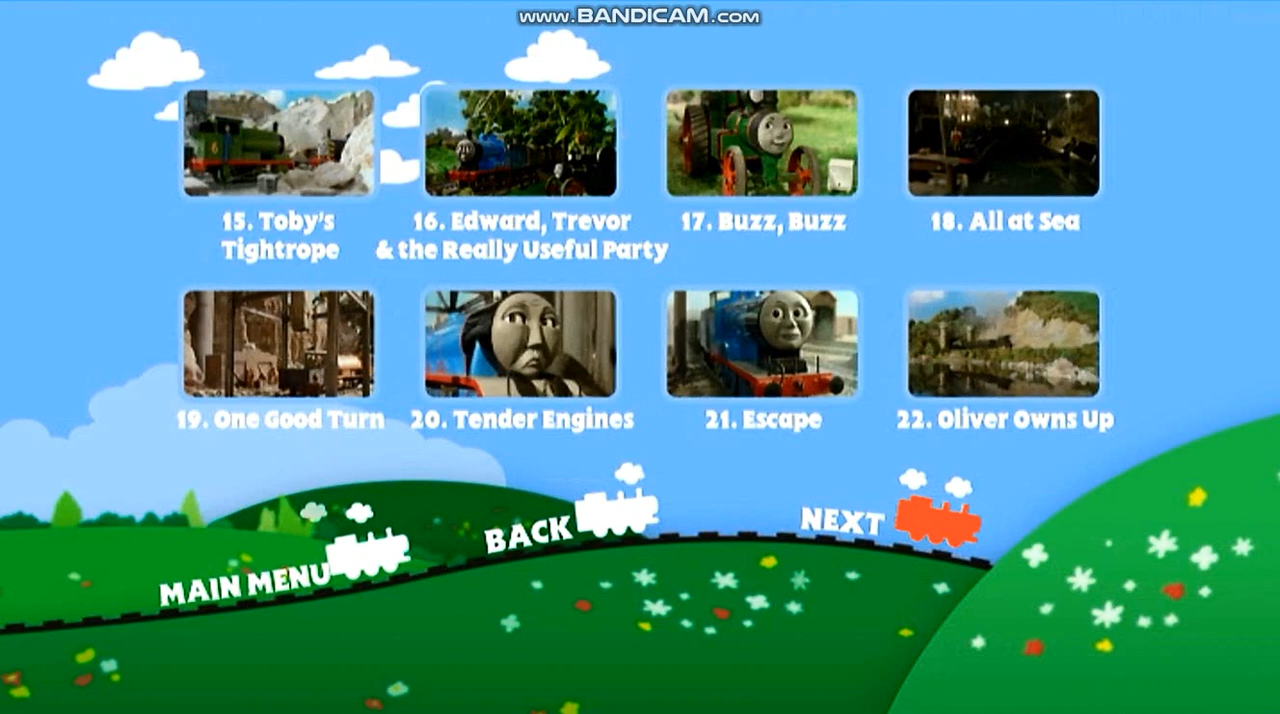 www.BANDICAM.com
15. Toby's
Tightrope
16. Edward, Trevor
& the Really Useful Party
17. Buzz, Buzz
18. All at Sea
19. One Good Turn
20. Tender Engines
21. Escape
22. Oliver Owns Up
MAIN MENU
BACK
NEXT
6